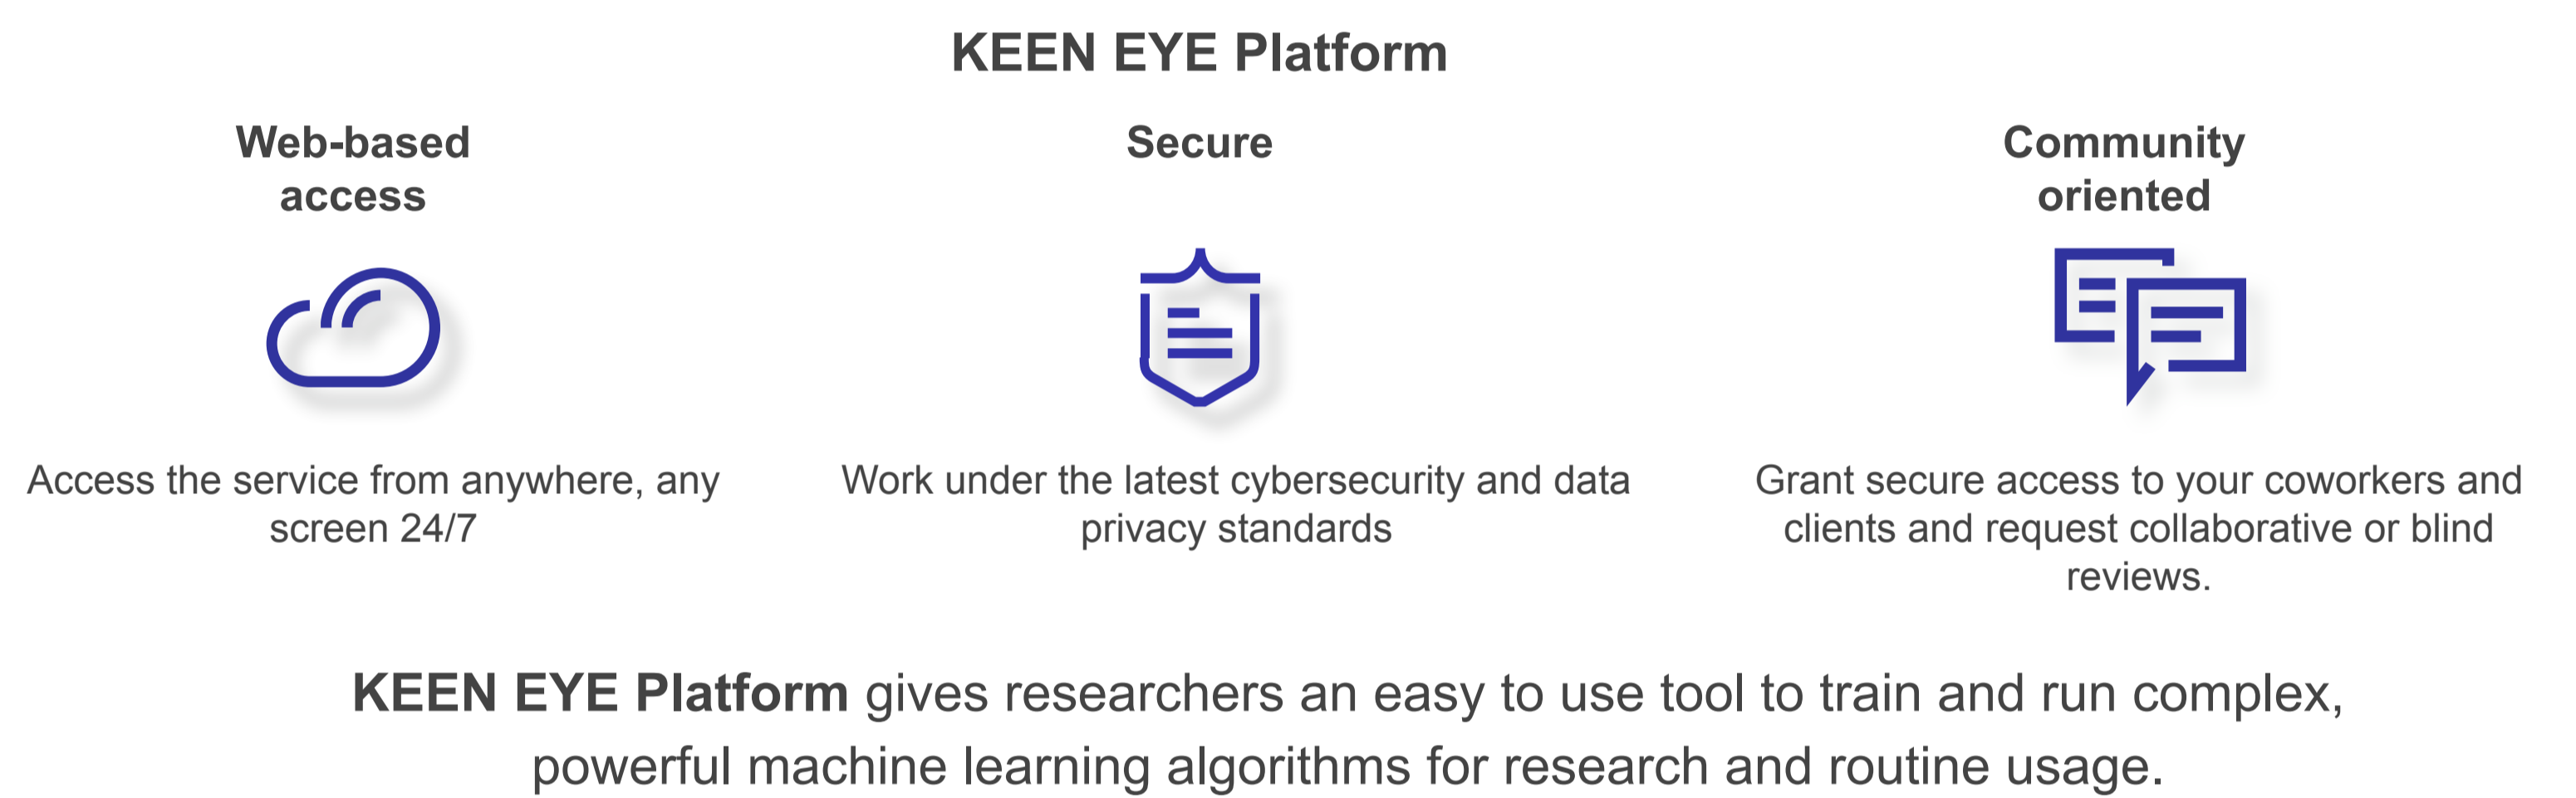 KEEN EYE Platform
Web-based
access
Access the service from anywhere, any
screen 24/7
Secure
Work under the latest cybersecurity and data
privacy standards
Community
oriented
Grant secure access to your coworkers and
clients and request collaborative or blind
reviews.
KEEN EYE Platform gives researchers an easy to use tool to train and run complex,
powerful machine learning algorithms for research and routine usage.